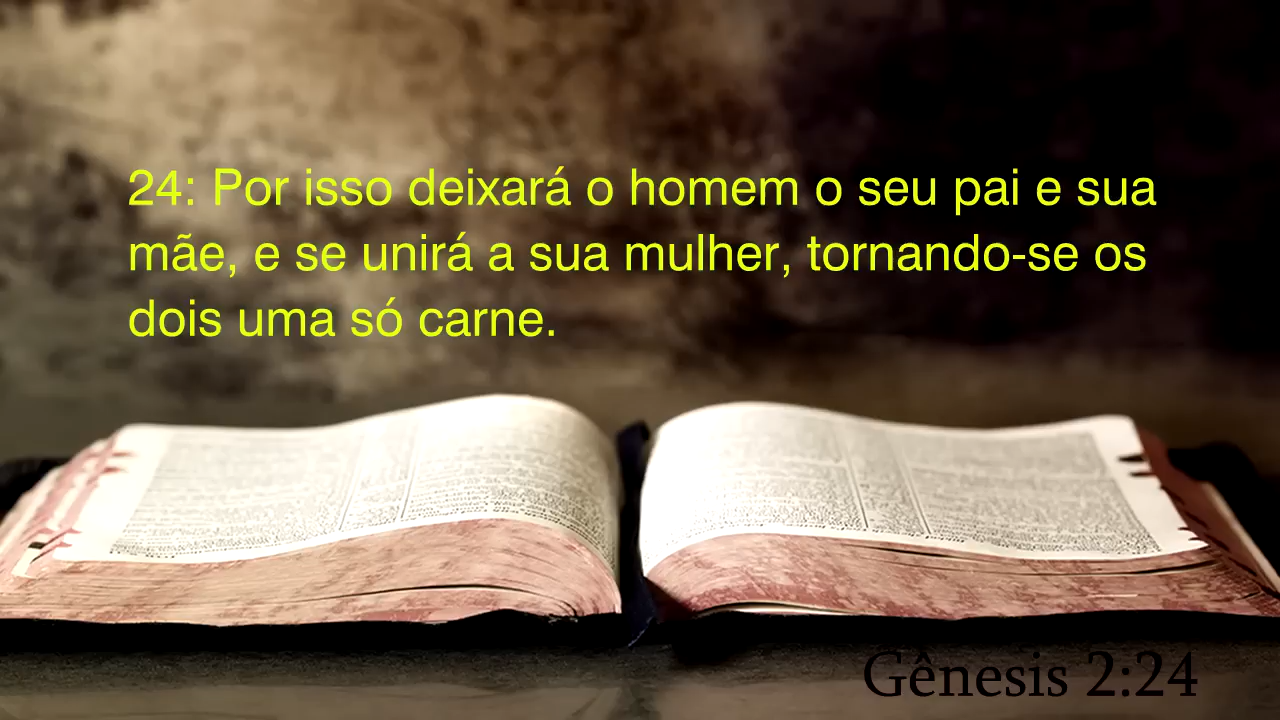 24: Por isso deixará o homem o seu pai e sua
mãe, e se unirá a sua mulher, tornando-se os
dois uma só carne.
Gênesis 2:24